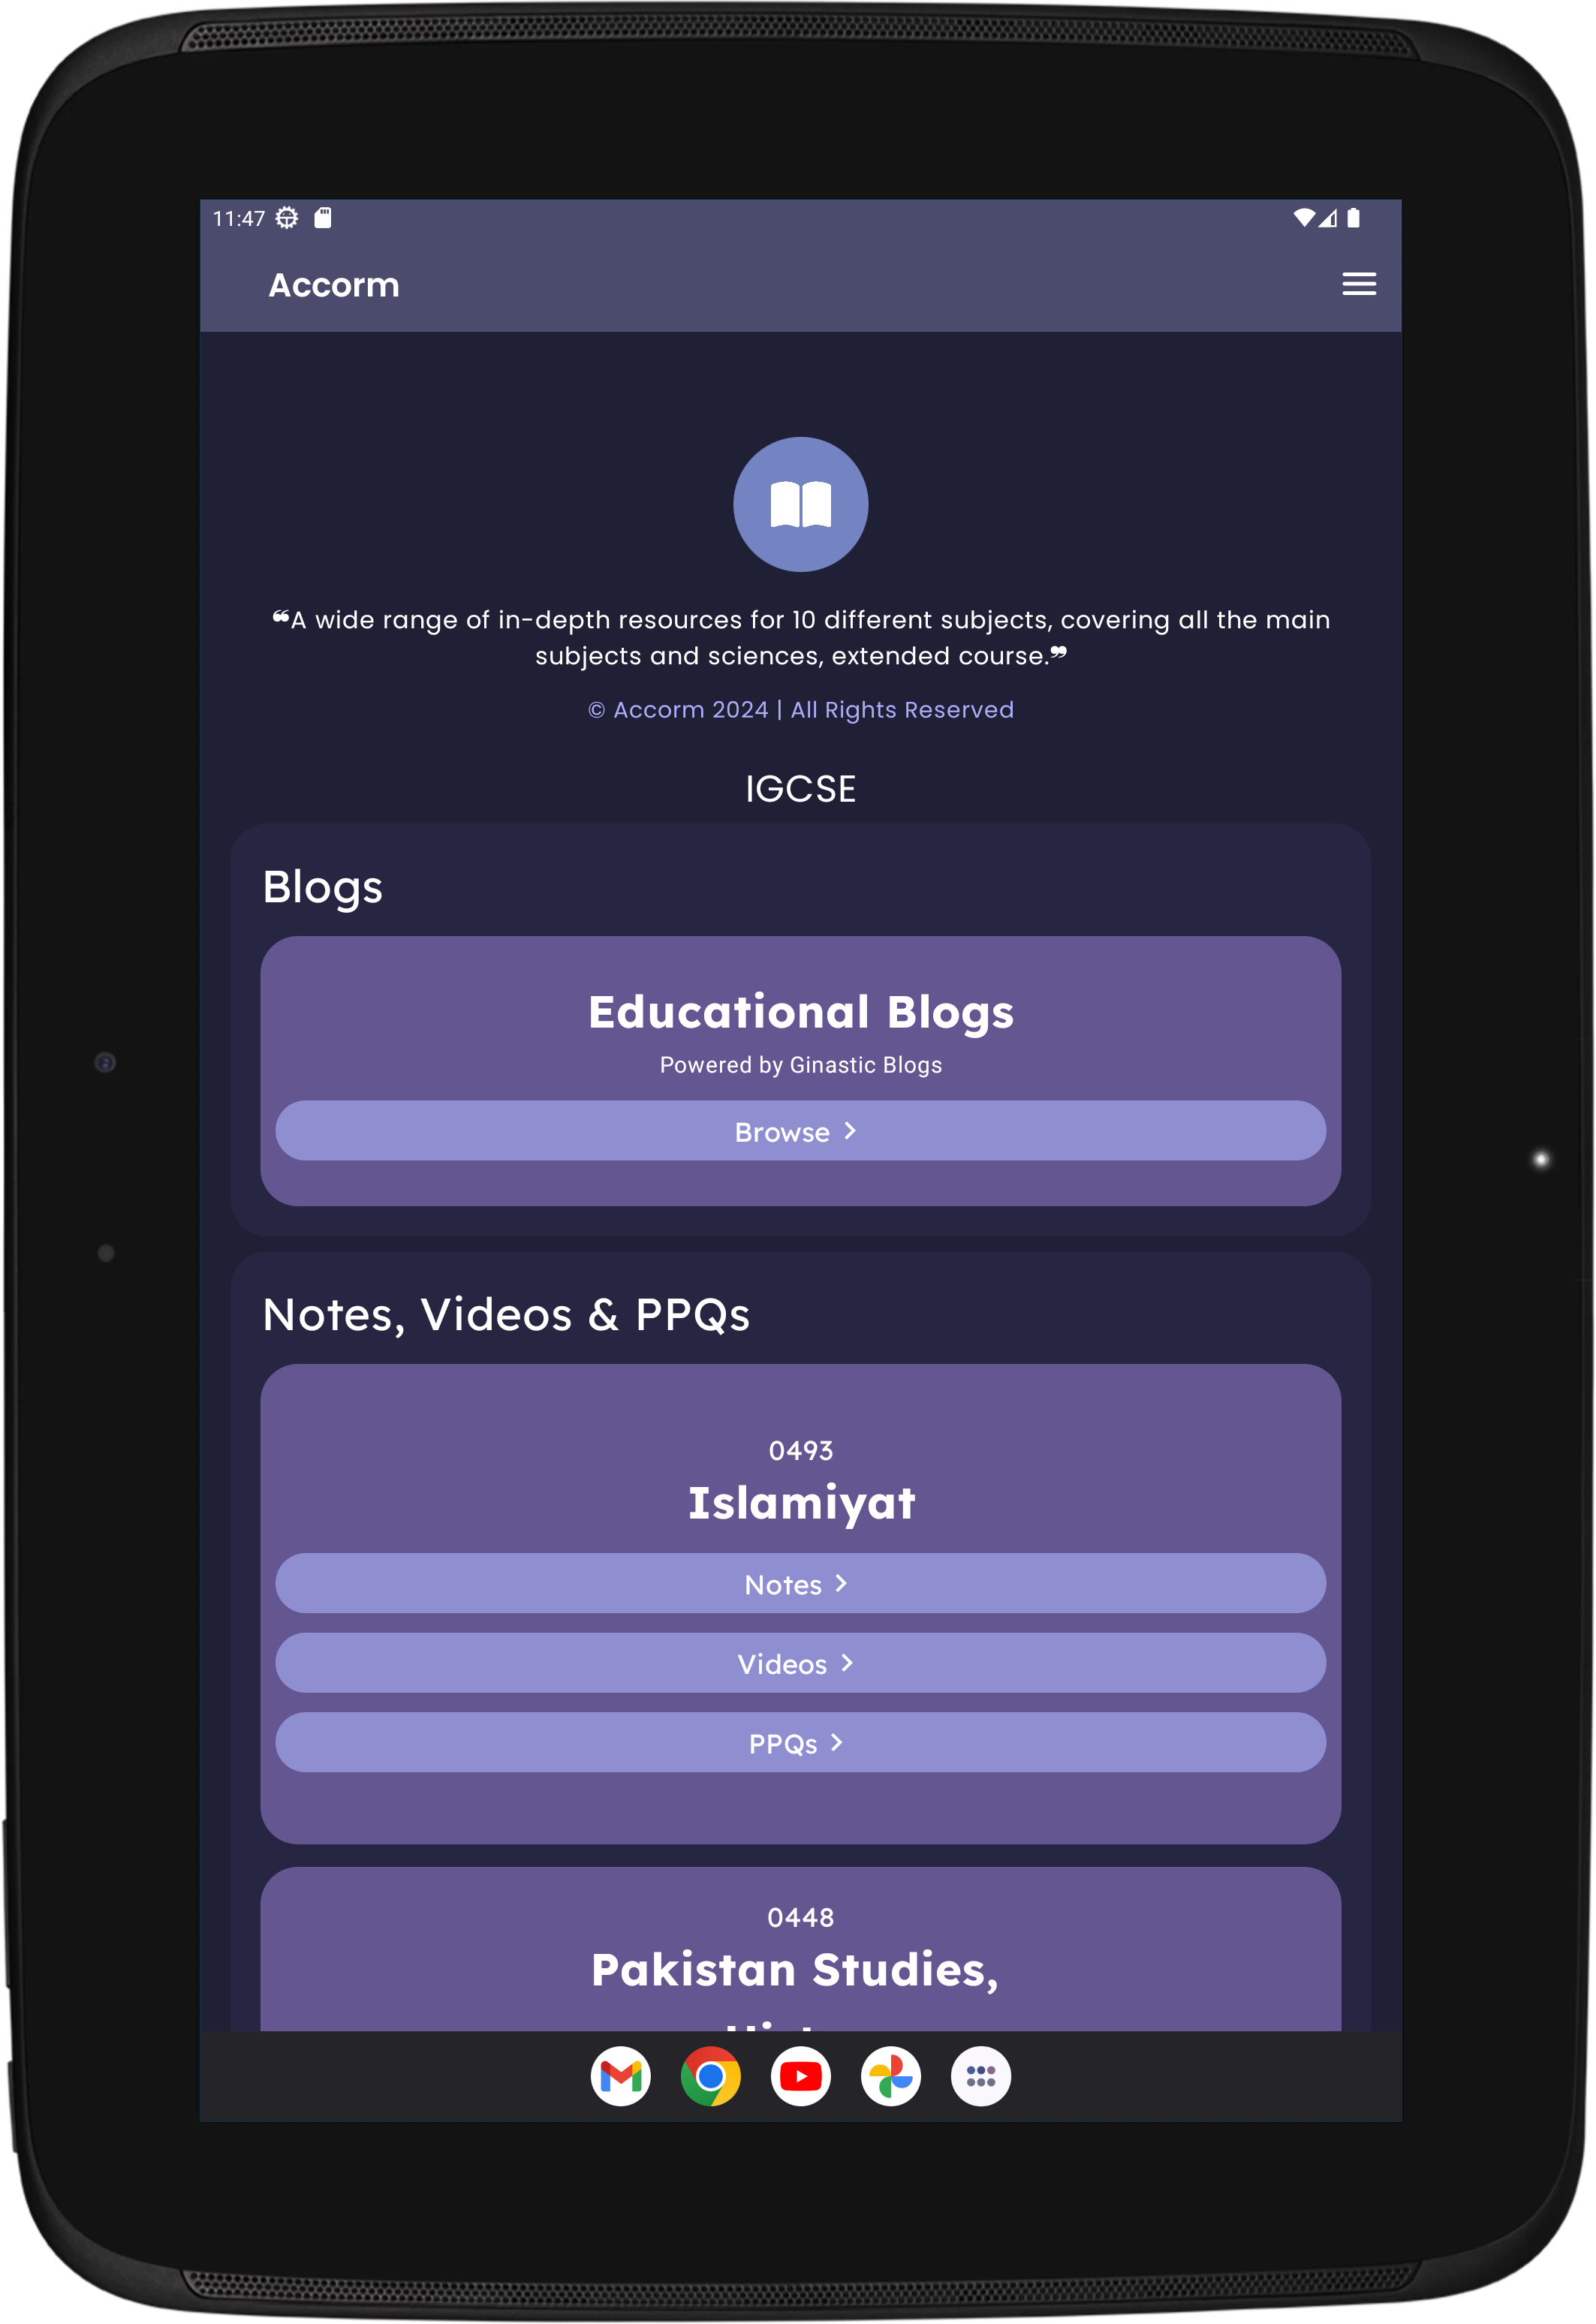 11:47
Accorm
❝A wide range of in-depth resources for 10 different subjects, covering all the main
subjects and sciences, extended course.❞
© Accorm 2024 | All Rights Reserved
IGCSE
Blogs
Educational Blogs
Powered by Ginastic Blogs
Browse >
Notes, Videos & PPQs
0493
Islamiyat
Notes >
Videos >
PPQs >
0448
Pakistan Studies,